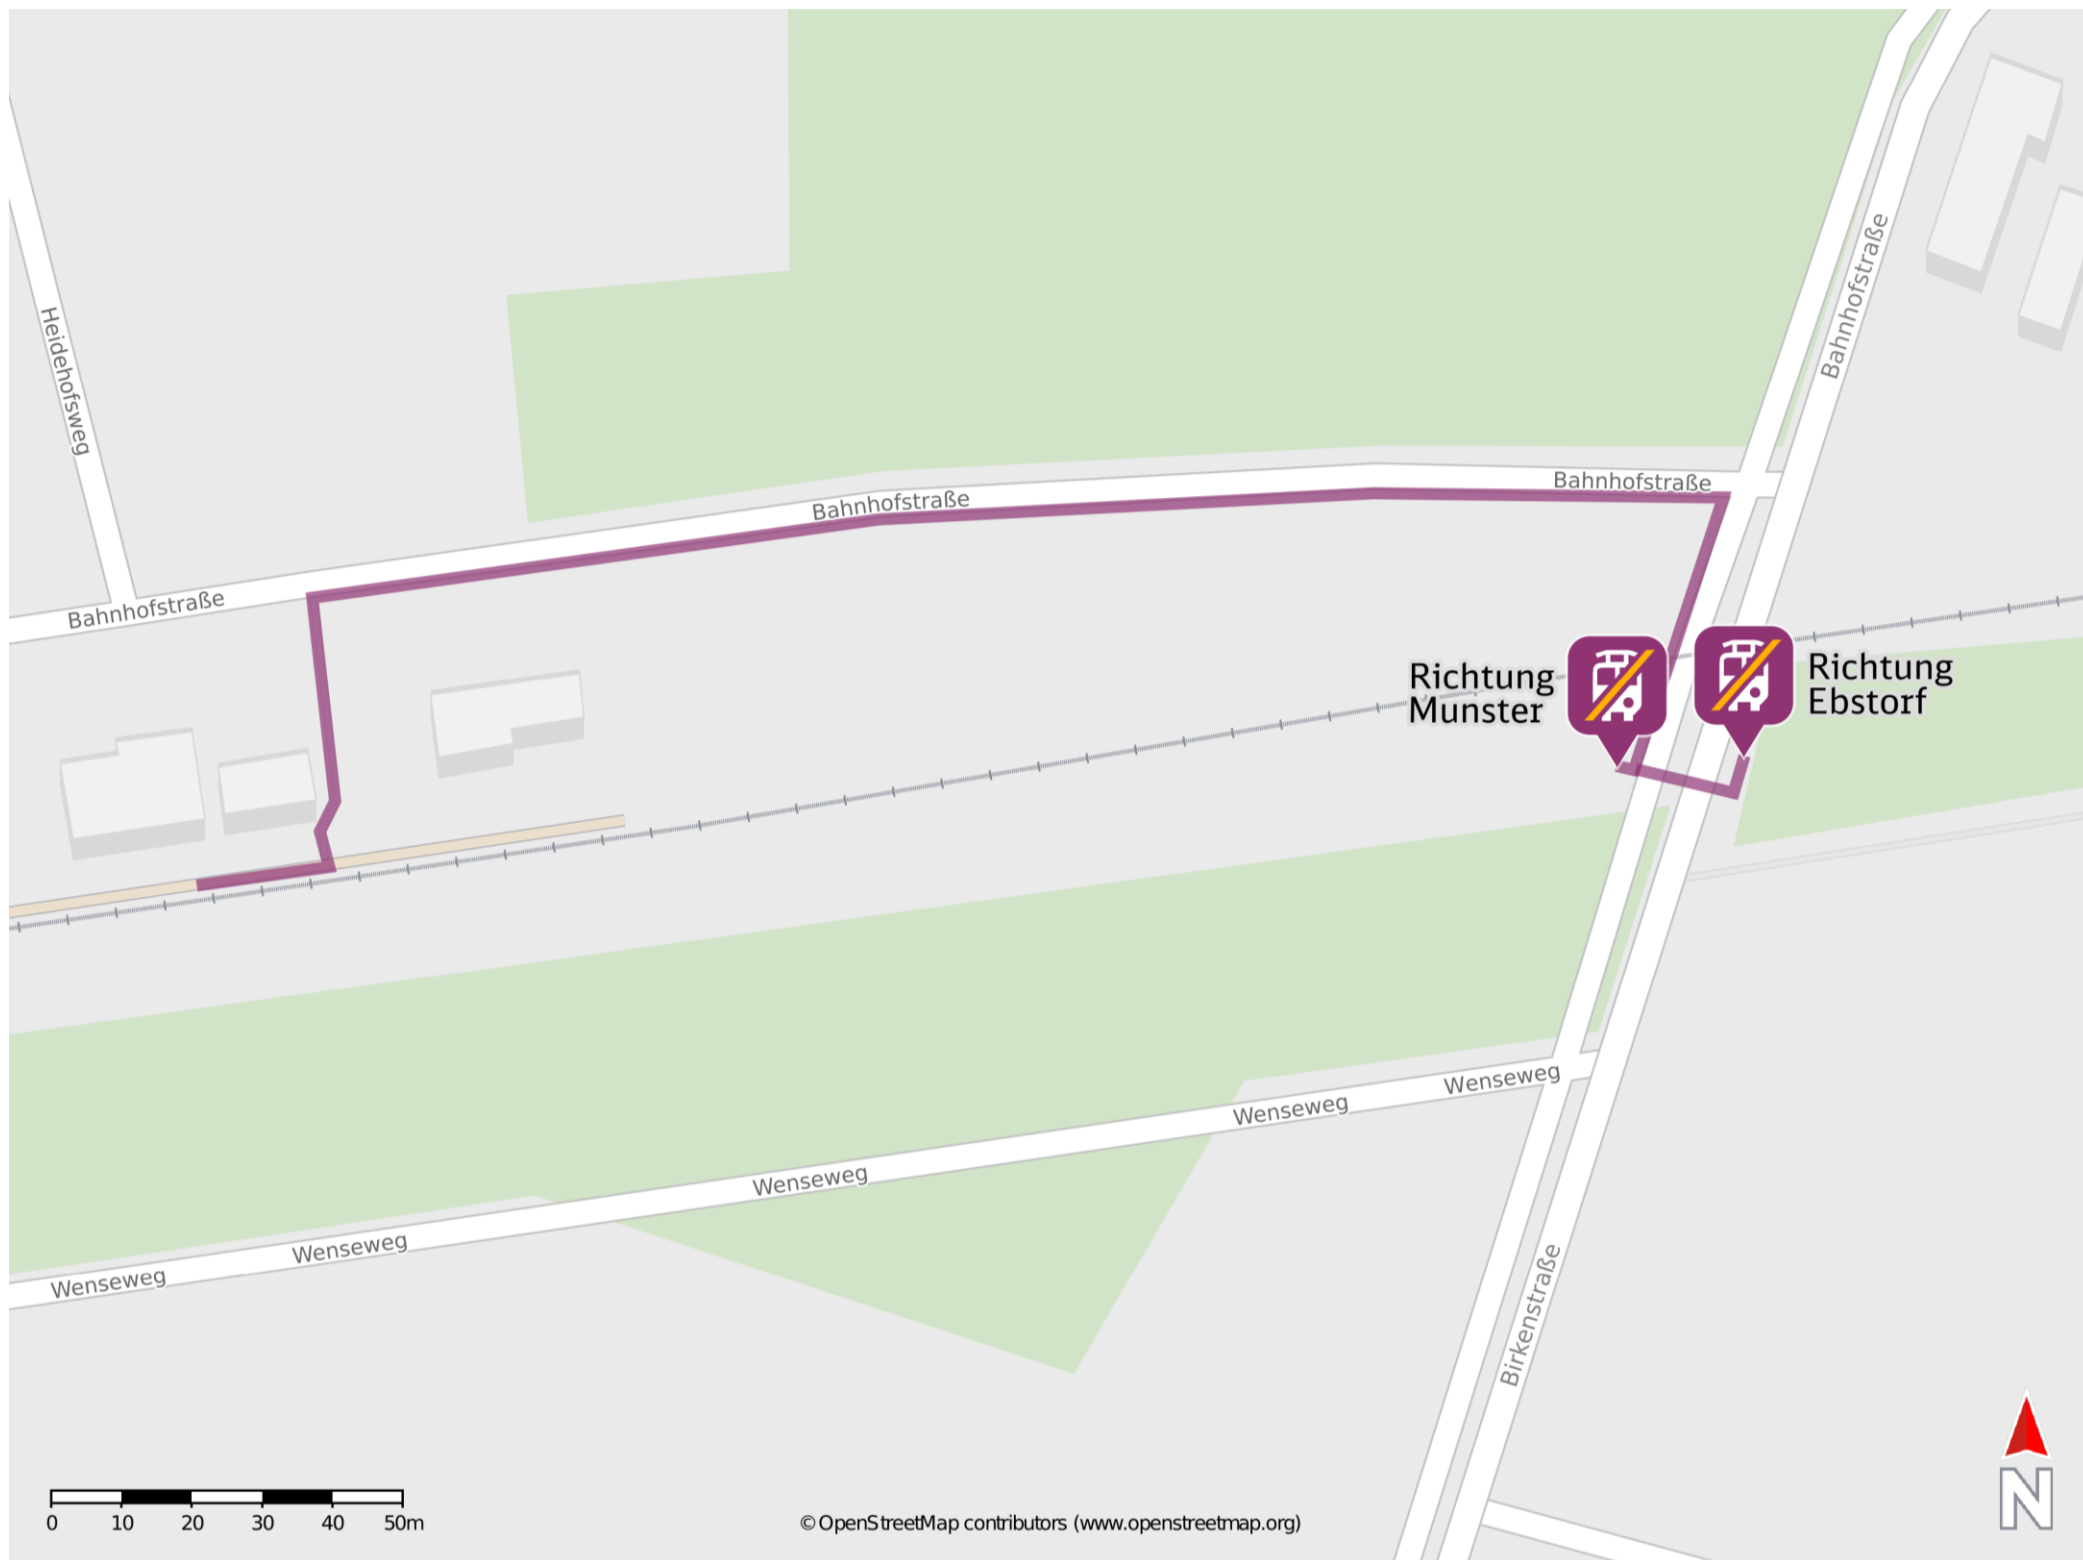 Bahnhofstraße
Heidehofsweg
Bahnhofstraße
Bahnhofstraße
Bahnhofstraße
Richtung
Munster
Richtung
Ebstorf
Wenseweg
Wenseweg
Wenseweg
Wenseweg
Wenseweg
Birkenstraße
0 10 20 30 40 50m
© OpenStreetMap contributors (www.openstreetmap.org)
N